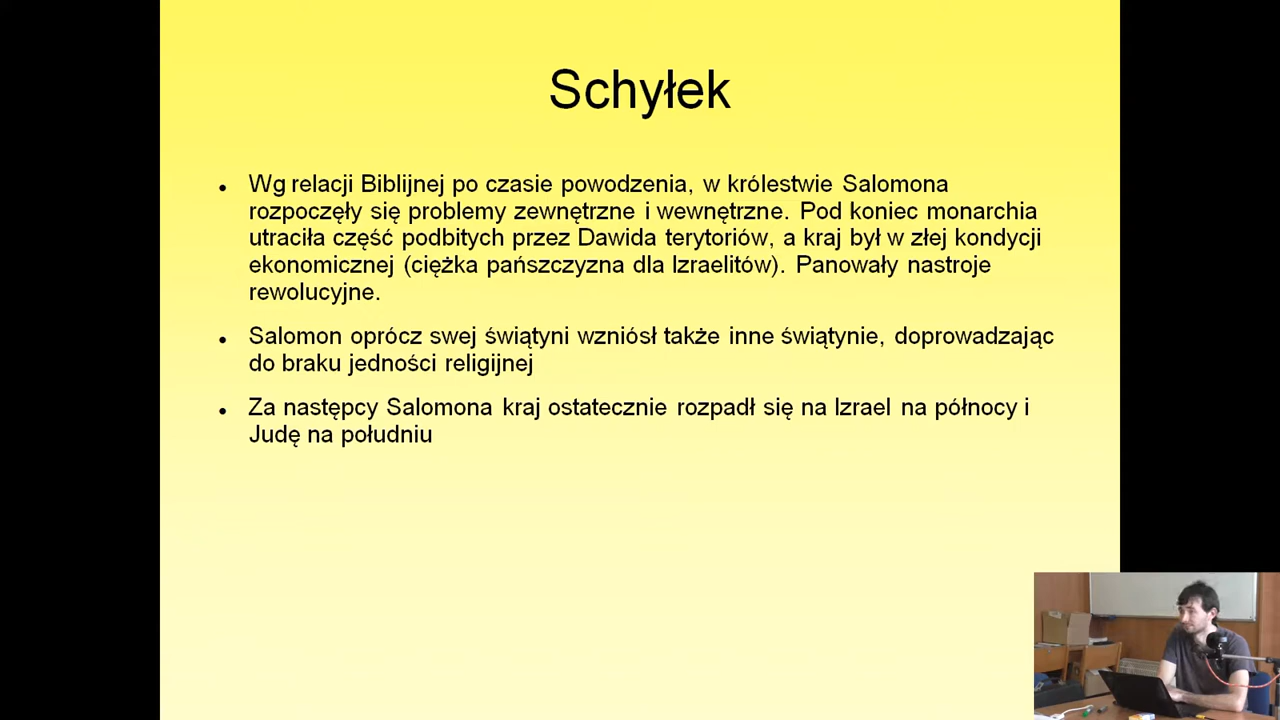 Schyłek
• Wg relacji Biblijnej po czasie powodzenia, w królestwie Salomona
rozpoczęły się problemy zewnętrzne i wewnętrzne. Pod koniec monarchia
utraciła część podbitych przez Dawida terytoriów, a kraj był w złej kondycji
ekonomicznej (ciężka pańszczyzna dla Izraelitów). Panowały nastroje
rewolucyjne.
• Salomon oprócz swej świątyni wzniósł także inne świątynie, doprowadzając
do braku jedności religijnej
• Za następcy Salomona kraj ostatecznie rozpadł się na Izrael na północy i
Judę na południu